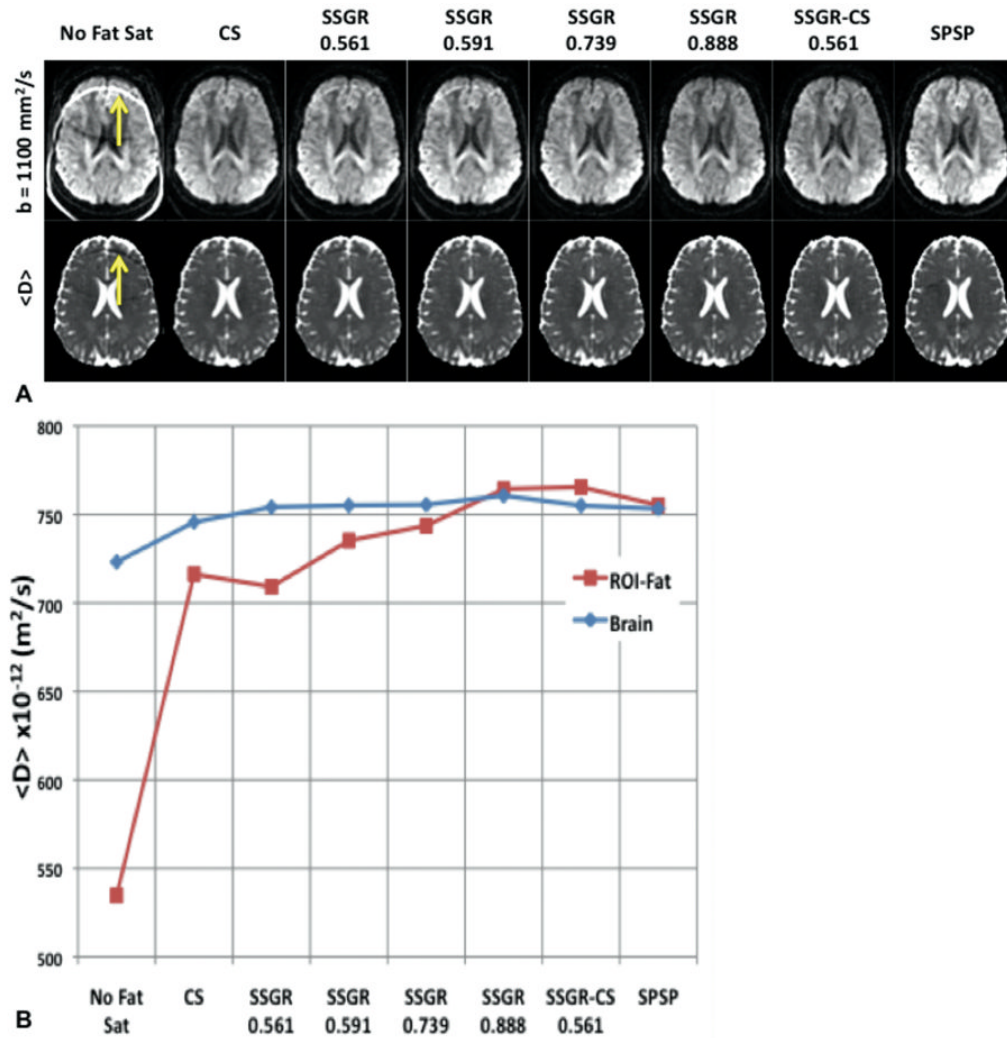 No Fat Sat CS SSGR SSGR SSGR SSGR SSGR-CS SPSP
0.561 0.591 0.739 0.888 0.561
b = 1100 mm²/s
<D>
A
800
750
700
650
600
550
500
<D> x10⁻¹² (m²/s)
ROI-Fat
Brain
No Fat CS SSGR SSGR SSGR SSGR SSGR-CS SPSP
Sat 0.561 0.591 0.739 0.888 0.561
B